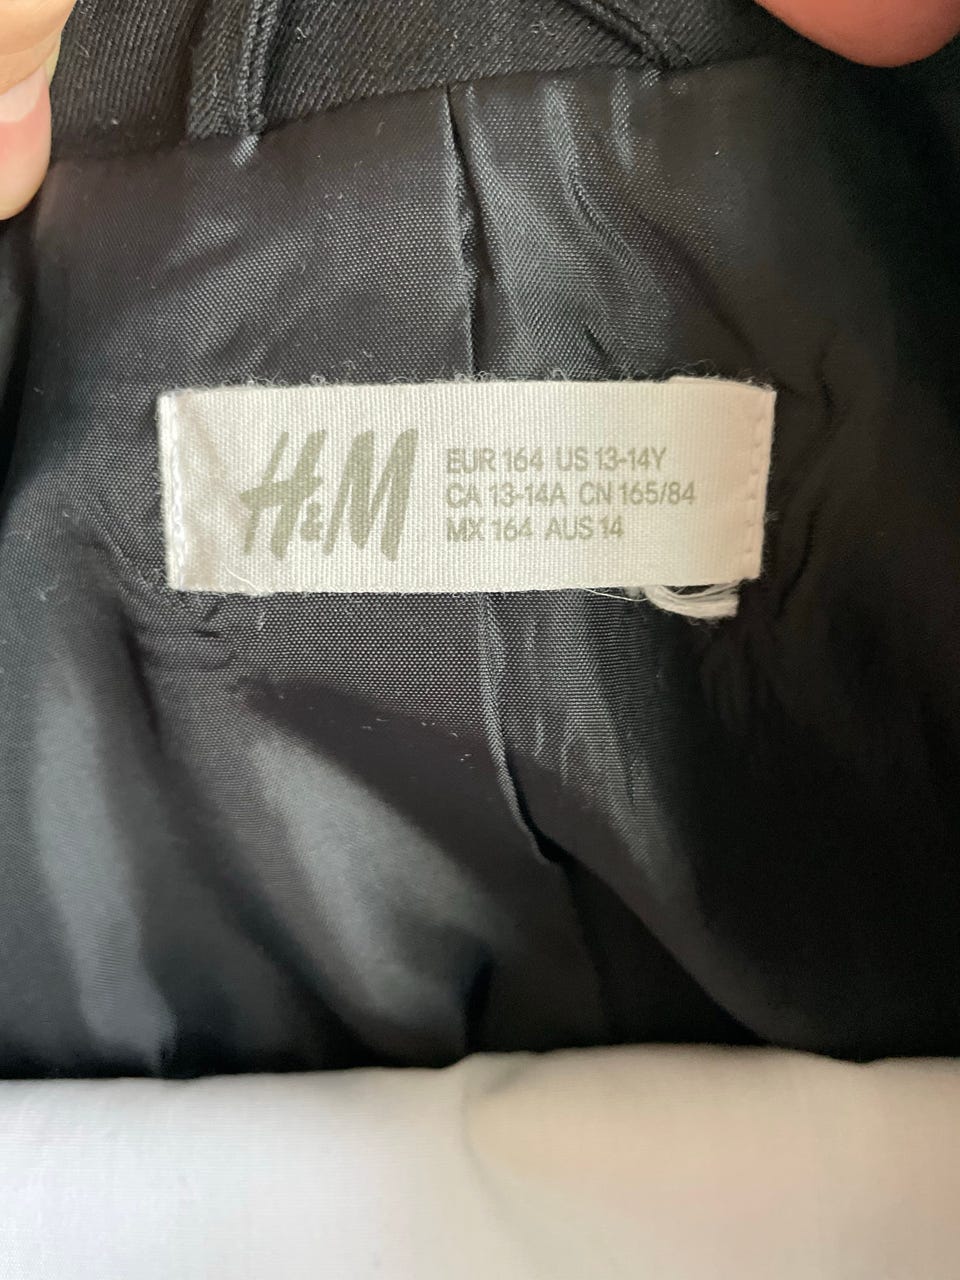 H&M
EUR 164 US 13-14Y
CA 13-14A CN 165/84
MX 164 AUS 14